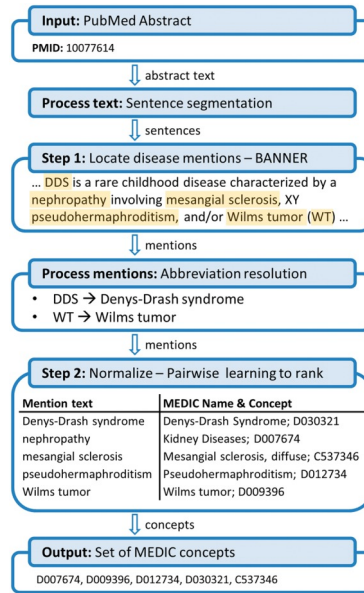 Input: PubMed Abstract
PMID: 10077614
abstract text
Process text: Sentence segmentation
sentences
Step 1: Locate disease mentions – BANNER
... DDS is a rare childhood disease characterized by a
nephropathy involving mesangial sclerosis, XY
pseudohermaphroditism, and/or Wilms tumor (WT) ...
mentions
Process mentions: Abbreviation resolution
• DDS → Denys-Drash syndrome
• WT → Wilms tumor
mentions
Step 2: Normalize – Pairwise learning to rank
Mention text MEDIC Name & Concept
Denys-Drash syndrome Denys-Drash Syndrome; D030321
nephropathy Kidney Diseases; D007674
mesangial sclerosis Mesangial sclerosis, diffuse; C537346
pseudohermaphroditism Pseudohermaphroditism; D012734
Wilms tumor Wilms tumor; D009396
concepts
Output: Set of MEDIC concepts
D007674, D009396, D012734, D030321, C537346